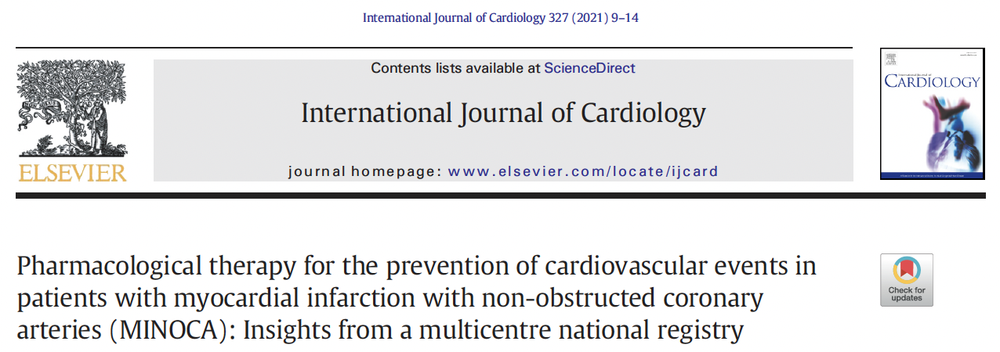 International Journal of Cardiology 327 (2021) 9–14
Contents lists available at ScienceDirect
International Journal of Cardiology
journal homepage: www.elsevier.com/locate/ijcard
ELSEVIER
International Journal of
CARDIOLOGY
Pharmacological therapy for the prevention of cardiovascular events in
patients with myocardial infarction with non-obstructed coronary
arteries (MINOCA): Insights from a multicentre national registry
Check for
updates